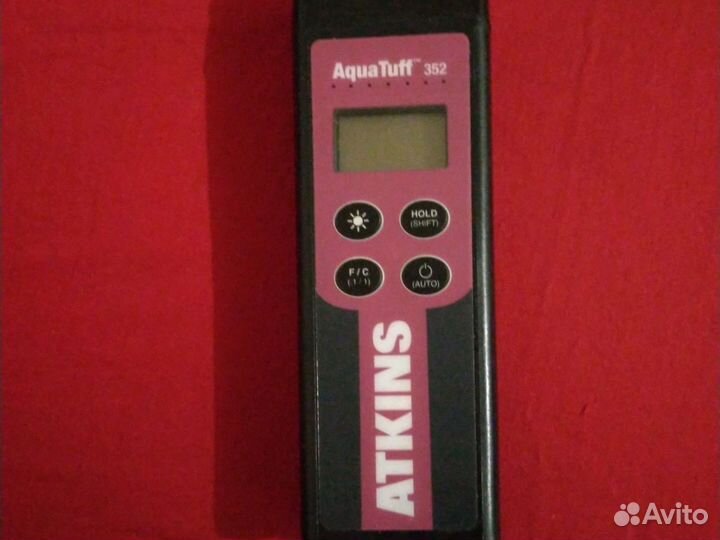 AquaTuff™ 352
HOLD
(SHIFT)
F/C
(.1/1)
(AUTO)
ATKINS
Avito